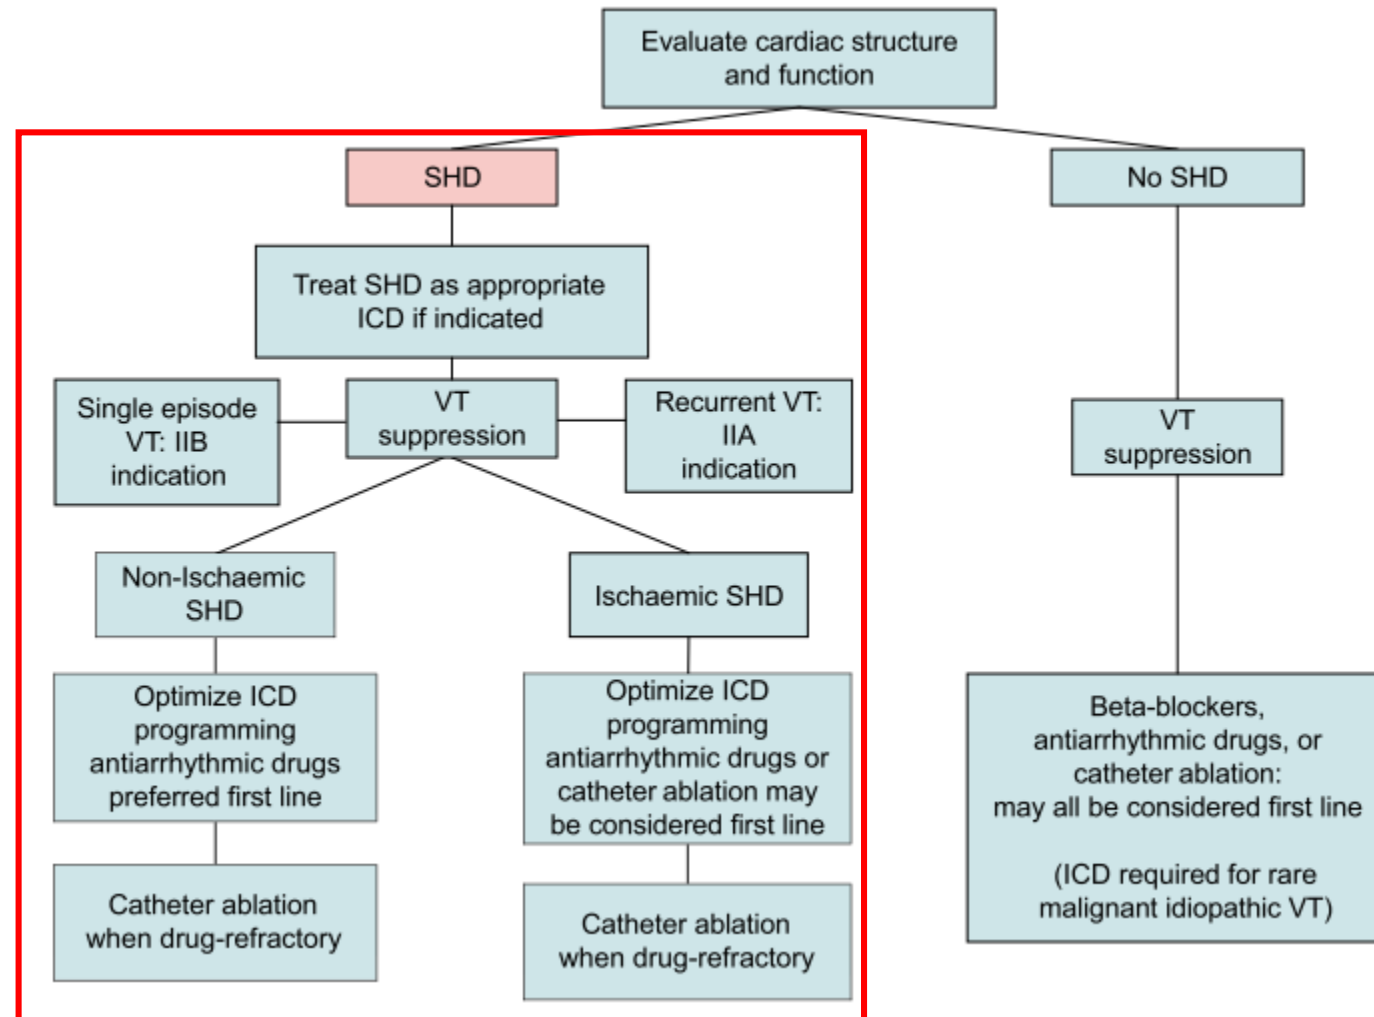 Evaluate cardiac structure
and function
SHD
No SHD
Treat SHD as appropriate
ICD if indicated
Single episode
VT: IIB
indication
VT
suppression
Recurrent VT:
IIA
indication
VT
suppression
Non-Ischaemic
SHD
Ischaemic SHD
Optimize ICD
programming
antiarrhythmic drugs
preferred first line
Optimize ICD
programming
antiarrhythmic drugs or
catheter ablation may
be considered first line
Beta-blockers,
antiarrhythmic drugs, or
catheter ablation:
may all be considered first line
(ICD required for rare
malignant idiopathic VT)
Catheter ablation
when drug-refractory
Catheter ablation
when drug-refractory